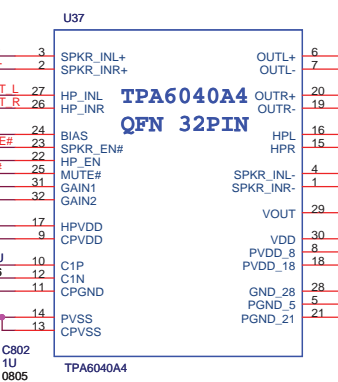 U37
3 SPKR_INL+ OUTL+ 6
2 SPKR_INR+ OUTL- 7
T_L 27 HP_INL TPA6040A4 OUTR+ 20
T_R 26 HP_INR OUTR- 19
QFN 32PIN
24 BIAS HPL 16
E# 23 SPKR_EN# HPR 15
22 HP_EN
25 MUTE# SPKR_INL- 4
31 GAIN1 SPKR_INR- 1
32 GAIN2
VOUT 29
17 HPVDD
9 CPVDD VDD 30
PVDD_8 8
10 C1P PVDD_18 18
12 C1N
11 CPGND GND_28 28
PGND_5 5
14 PVSS PGND_21 21
13 CPVSS
C802
1U TPA6040A4
0805